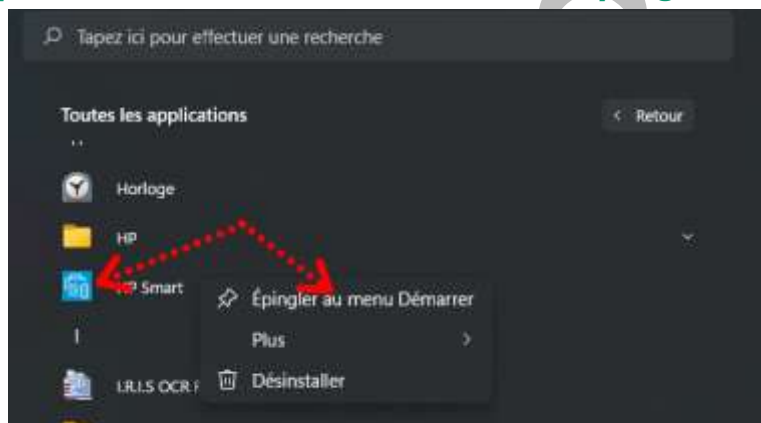 Tapez ici pour effectuer une recherche
Toutes les applications
Retour
Horloge
HP
HP Smart
Épingler au menu Démarrer
I
Plus
I.R.I.S OCR
Désinstaller